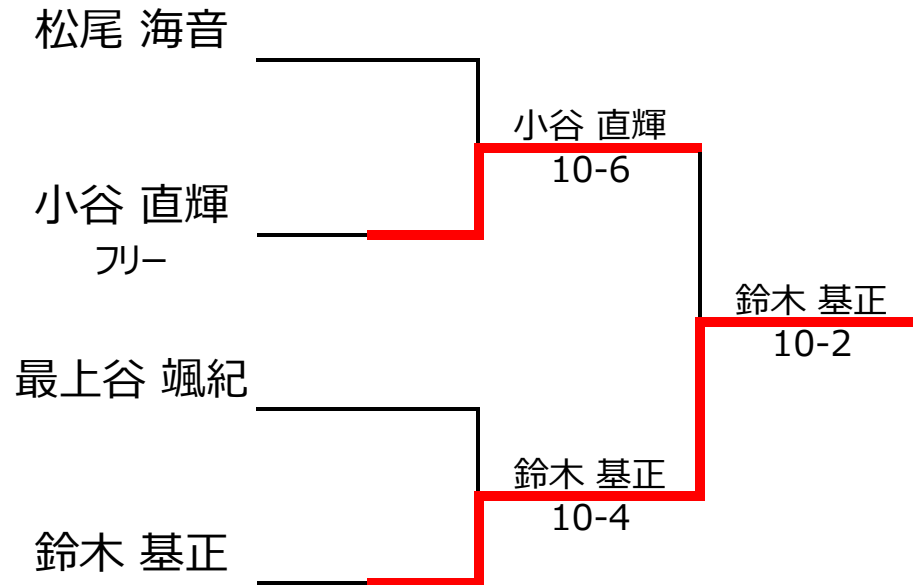 松尾 海音
小谷 直輝
10-6
小谷 直輝
フリー
鈴木 基正
10-2
最上谷 颯紀
鈴木 基正
10-4
鈴木 基正